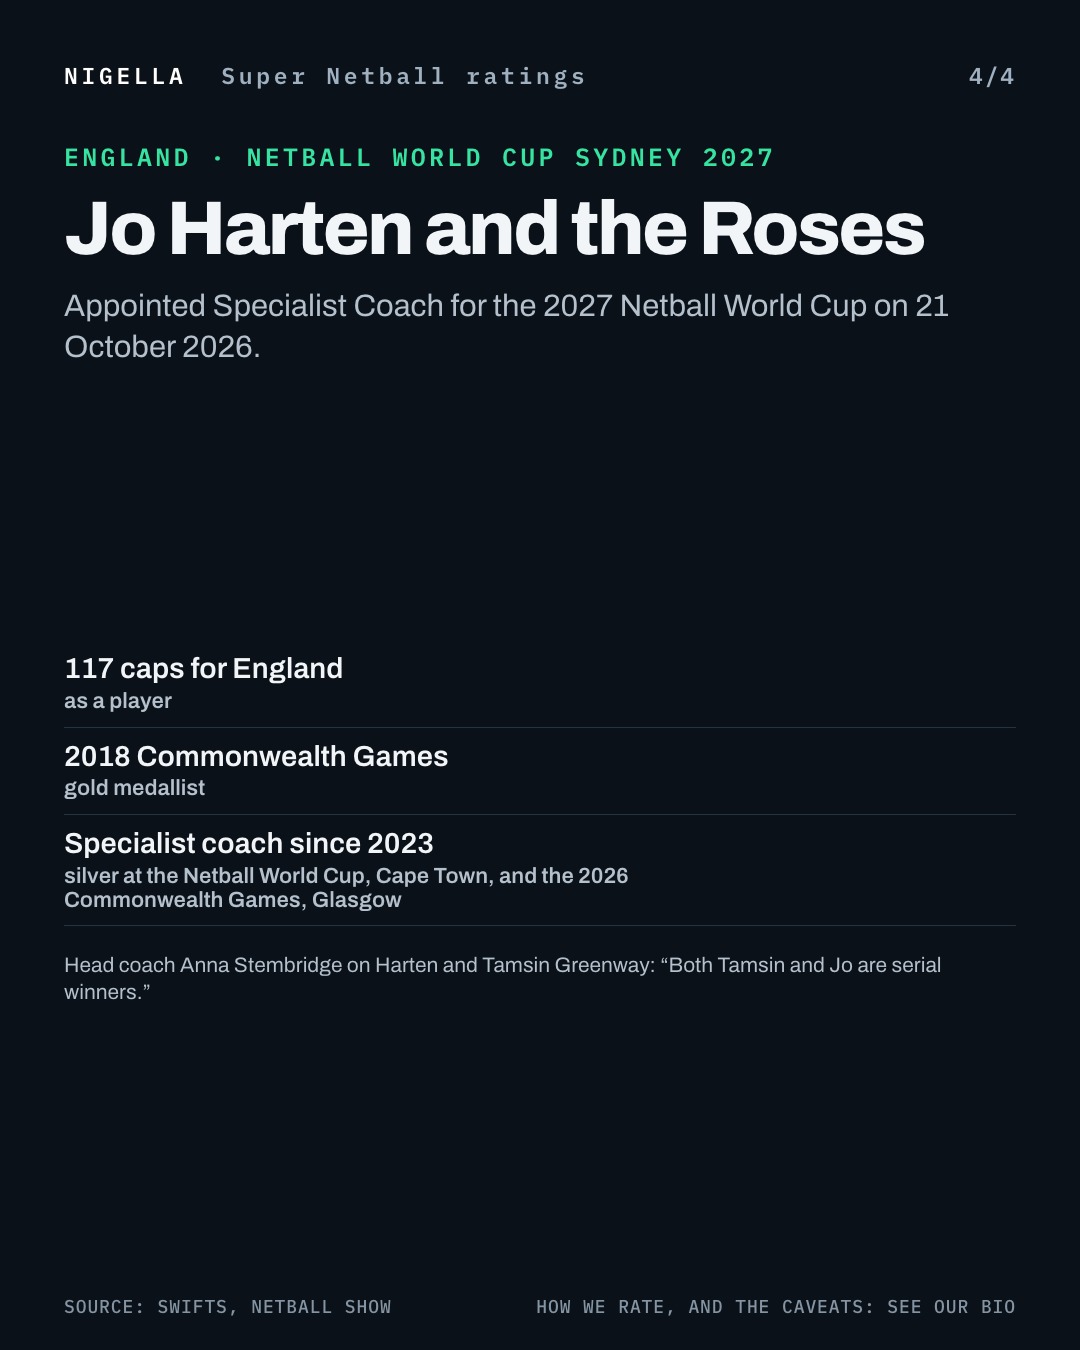 NIGELLA Super Netball ratings 4/4
ENGLAND · NETBALL WORLD CUP SYDNEY 2027
Jo Harten and the Roses
Appointed Specialist Coach for the 2027 Netball World Cup on 21
October 2026.
117 caps for England
as a player
2018 Commonwealth Games
gold medallist
Specialist coach since 2023
silver at the Netball World Cup, Cape Town, and the 2026
Commonwealth Games, Glasgow
Head coach Anna Stembridge on Harten and Tamsin Greenway: “Both Tamsin and Jo are serial
winners.”
SOURCE: SWIFTS, NETBALL SHOW HOW WE RATE, AND THE CAVEATS: SEE OUR BIO